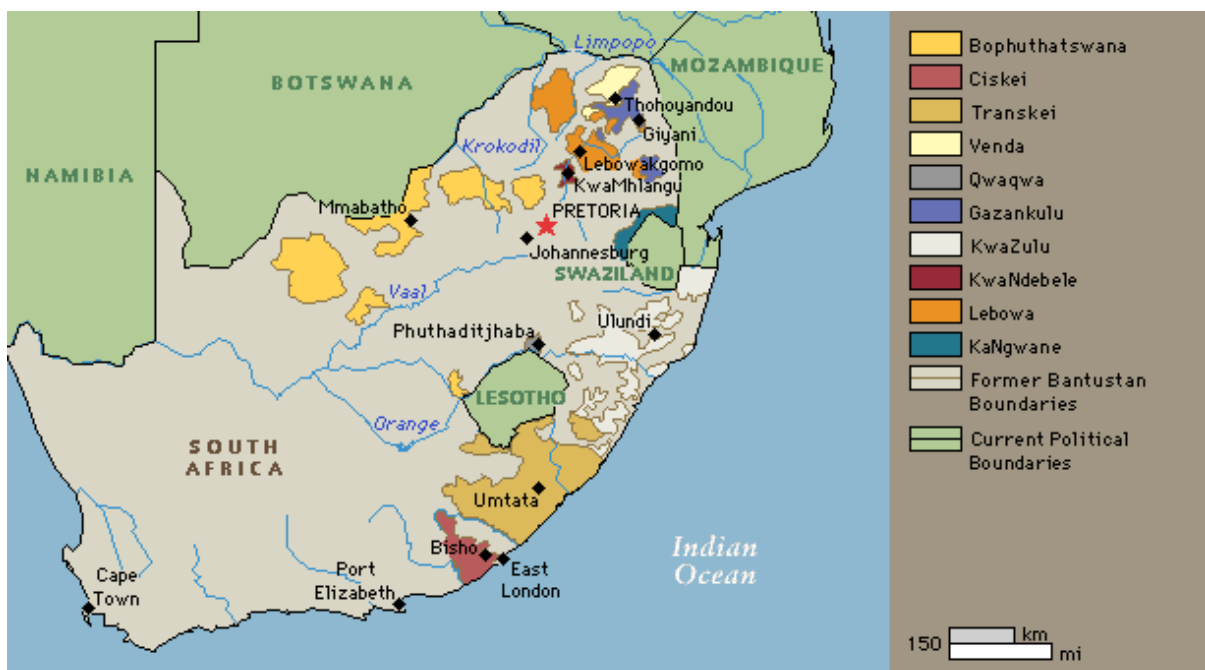 Limpopo
MOZAMBIQUE
BOTSWANA
Thohoyandou
Giyani
Krokodil
Lebowakgomo
NAMIBIA
KwaMhlangu
Mmabatho
PRETORIA
Johannesburg
SWAZILAND
Vaal
Ulundi
Phuthaditjhaba
LESOTHO
Orange
SOUTH
AFRICA
Umtata
Bisho
East
London
Port
Elizabeth
Cape
Town
Indian
Ocean
Bophuthatswana
Ciskei
Transkei
Venda
Qwaqwa
Gazankulu
KwaZulu
KwaNdebele
Lebowa
KaNgwane
Former Bantustan
Boundaries
Current Political
Boundaries
150 km
mi